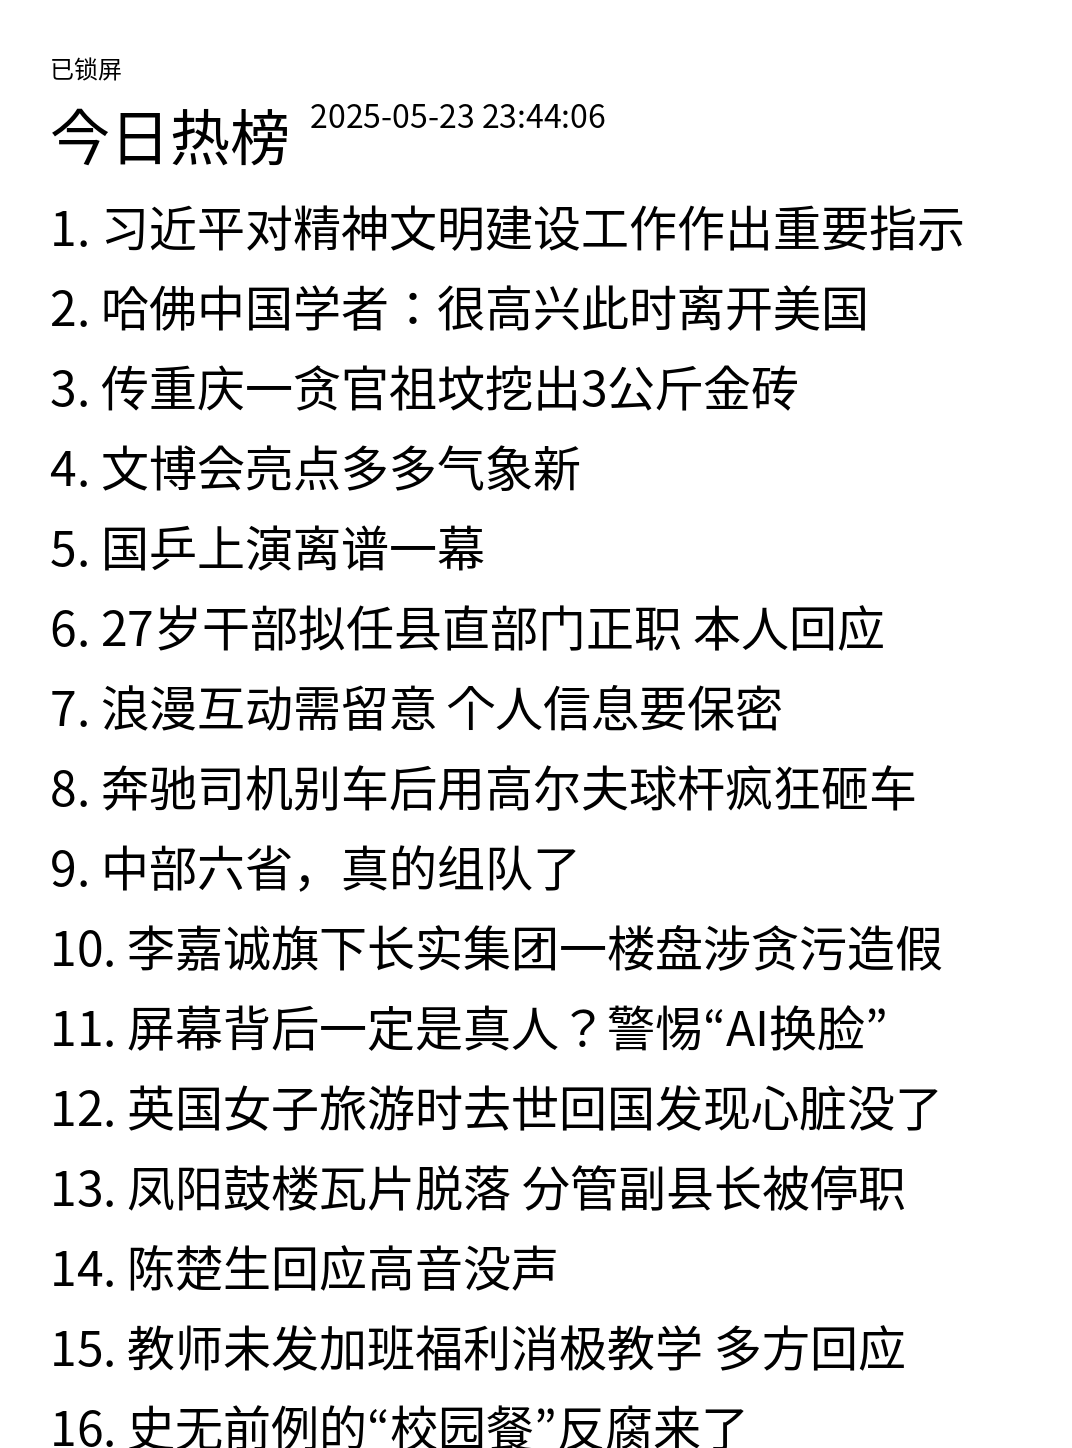 已锁屏
今日热榜 2025-05-23 23:44:06
1. 习近平对精神文明建设工作作出重要指示
2. 哈佛中国学者：很高兴此时离开美国
3. 传重庆一贪官祖坟挖出3公斤金砖
4. 文博会亮点多多气象新
5. 国乒上演离谱一幕
6. 27岁干部拟任县直部门正职 本人回应
7. 浪漫互动需留意 个人信息要保密
8. 奔驰司机别车后用高尔夫球杆疯狂砸车
9. 中部六省，真的组队了
10. 李嘉诚旗下长实集团一楼盘涉贪污造假
11. 屏幕背后一定是真人？警惕“AI换脸”
12. 英国女子旅游时去世回国发现心脏没了
13. 凤阳鼓楼瓦片脱落 分管副县长被停职
14. 陈楚生回应高音没声
15. 教师未发加班福利消极教学 多方回应
16. 史无前例的“校园餐”反腐来了